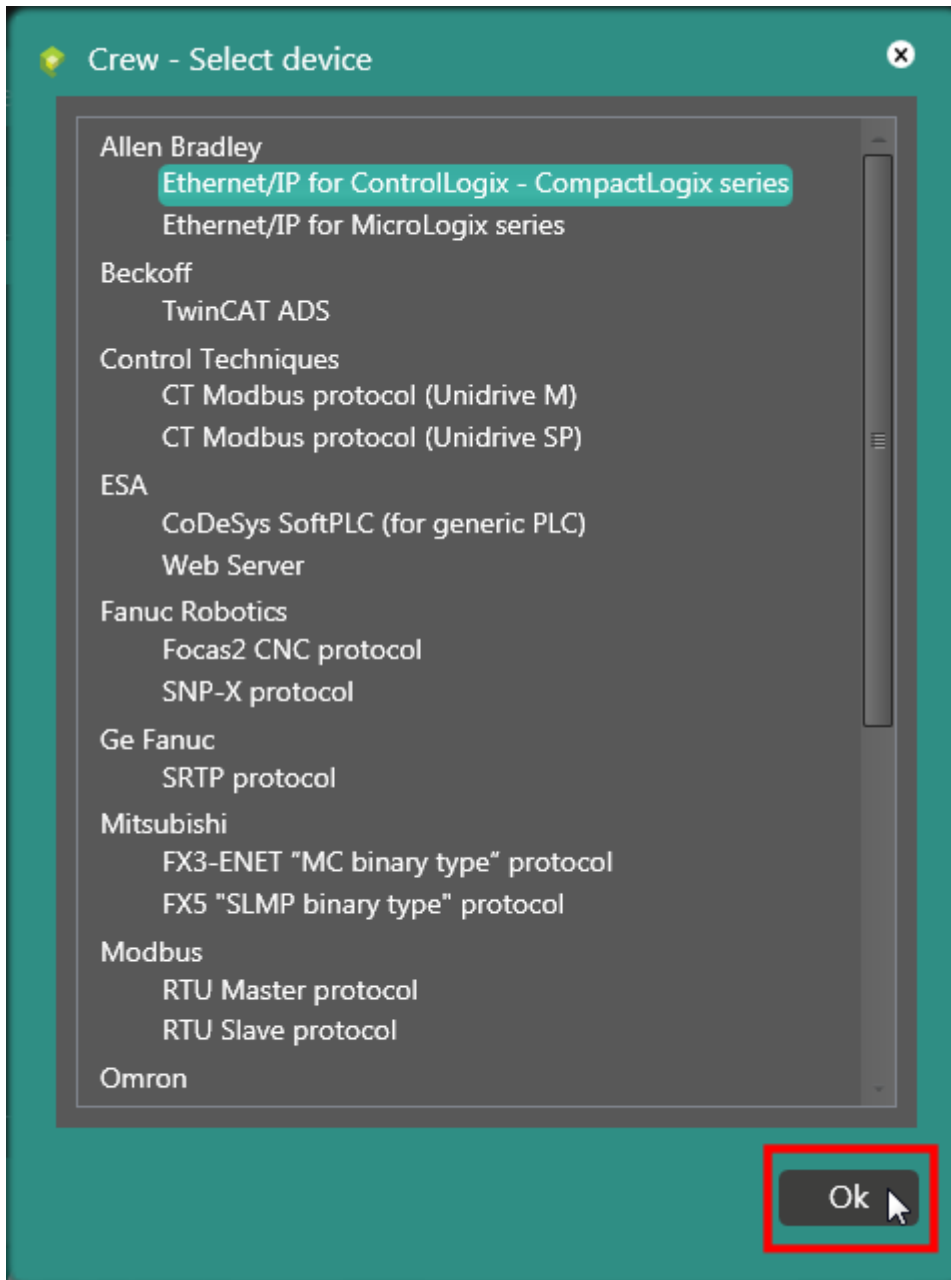 Crew - Select device
Allen Bradley
Ethernet/IP for ControlLogix - CompactLogix series
Ethernet/IP for MicroLogix series
Beckoff
TwinCAT ADS
Control Techniques
CT Modbus protocol (Unidrive M)
CT Modbus protocol (Unidrive SP)
ESA
CoDeSys SoftPLC (for generic PLC)
Web Server
Fanuc Robotics
Focas2 CNC protocol
SNP-X protocol
Ge Fanuc
SRTP protocol
Mitsubishi
FX3-ENET “MC binary type” protocol
FX5 "SLMP binary type" protocol
Modbus
RTU Master protocol
RTU Slave protocol
Omron
Ok